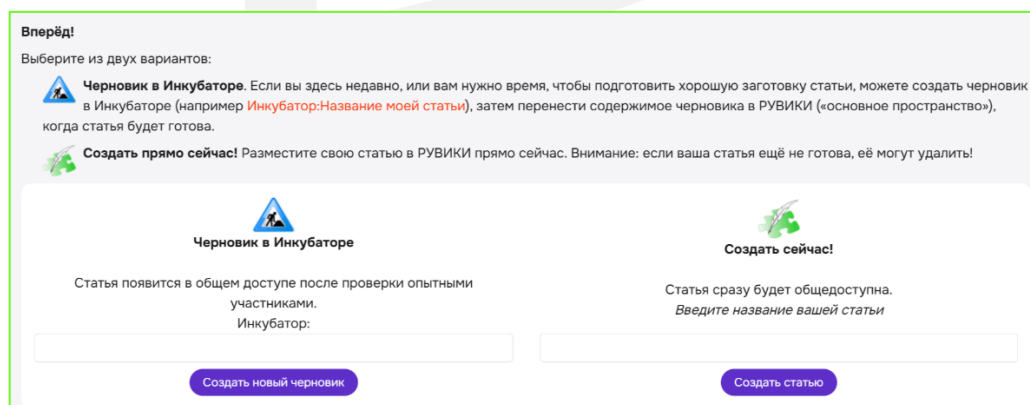 Вперёд!
Выберите из двух вариантов:
Черновик в Инкубаторе. Если вы здесь недавно, или вам нужно время, чтобы подготовить хорошую заготовку статьи, можете создать черновик
в Инкубаторе (например Инкубатор:Название моей статьи), затем перенести содержимое черновика в РУВИКИ («основное пространство»),
когда статья будет готова.
Создать прямо сейчас! Разместите свою статью в РУВИКИ прямо сейчас. Внимание: если ваша статья ещё не готова, её могут удалить!
Черновик в Инкубаторе
Статья появится в общем доступе после проверки опытными
участниками.
Инкубатор:
Создать новый черновик
Создать сейчас!
Статья сразу будет общедоступна.
Введите название вашей статьи
Создать статью